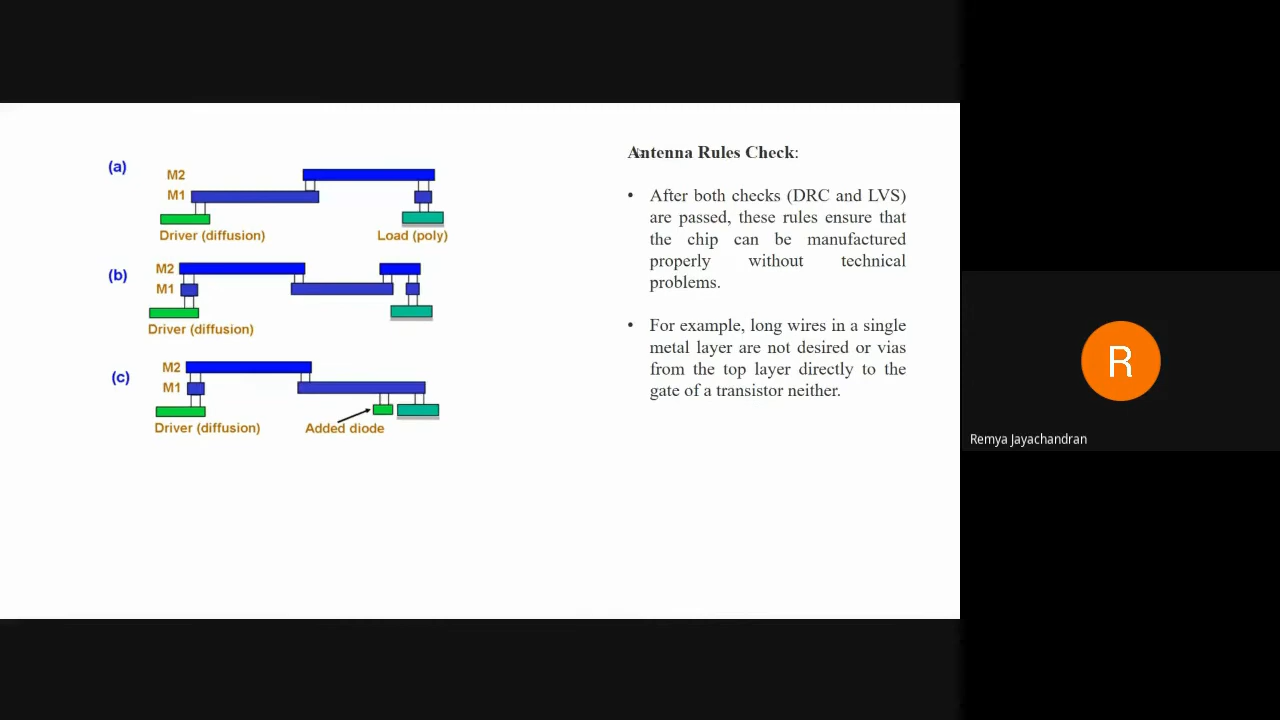 (a)
M2
M1
Driver (diffusion)
Load (poly)
(b)
M2
M1
Driver (diffusion)
(c)
M2
M1
Driver (diffusion)
Added diode
Antenna Rules Check:
• After both checks (DRC and LVS)
are passed, these rules ensure that
the chip can be manufactured
properly without technical
problems.
• For example, long wires in a single
metal layer are not desired or vias
from the top layer directly to the
gate of a transistor neither.
R
Remya Jayachandran